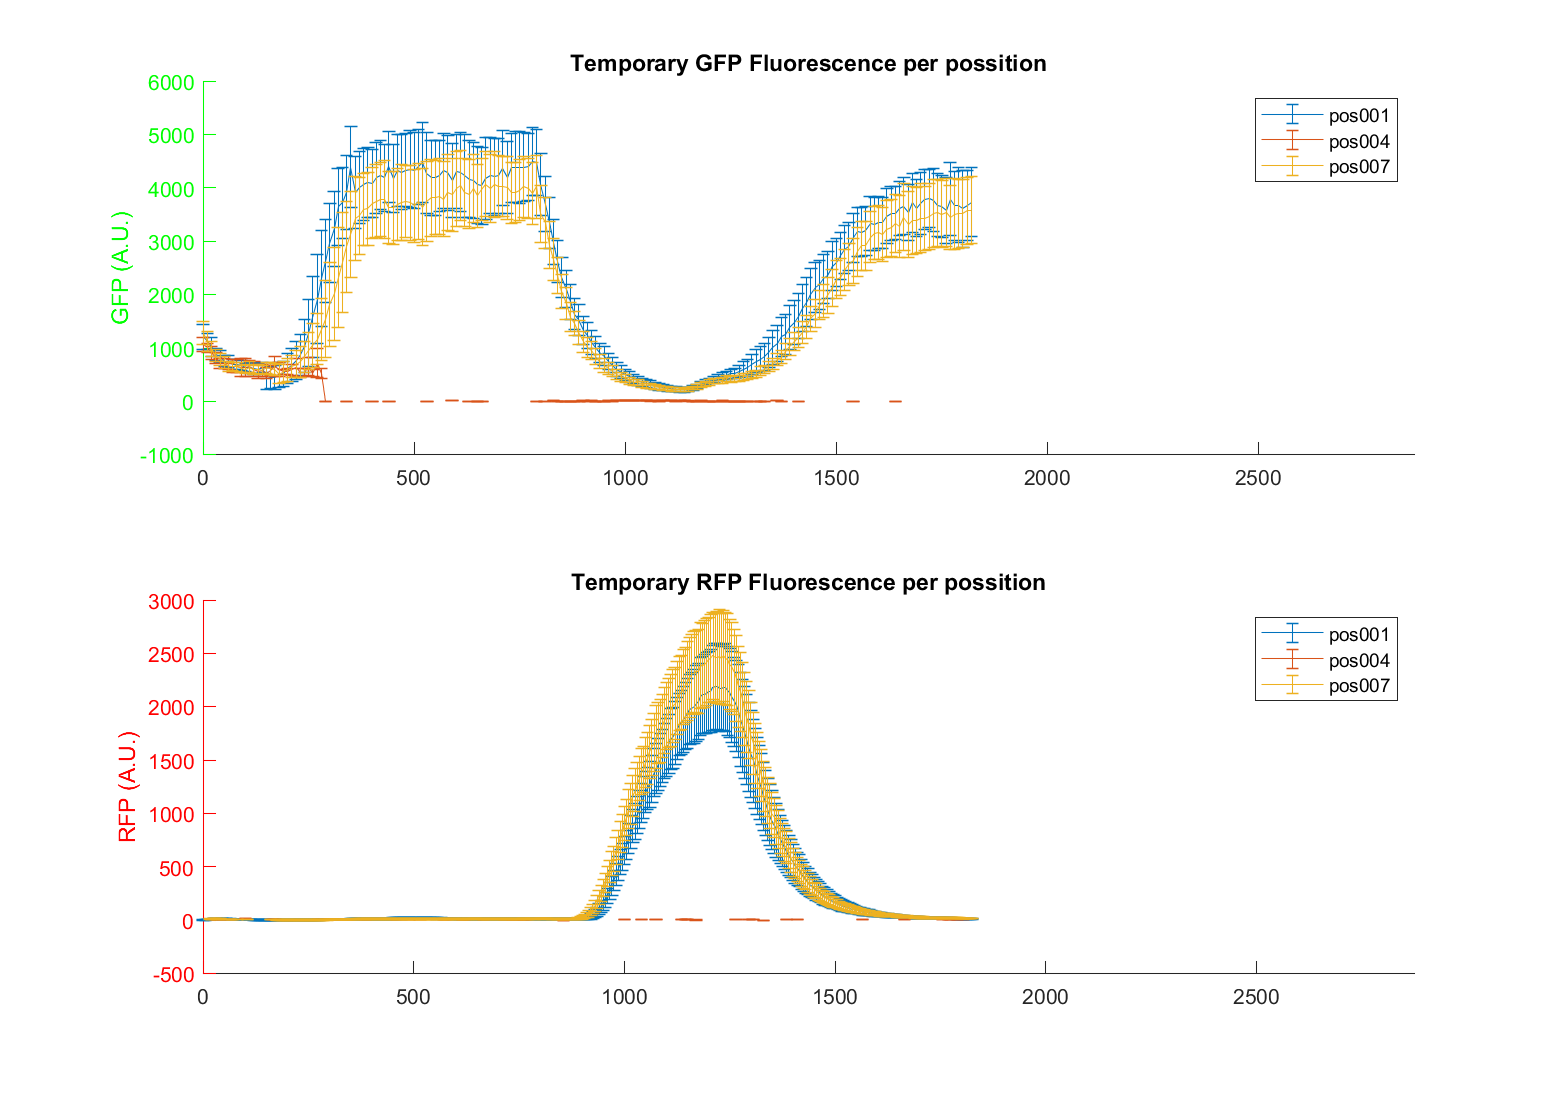 Temporary GFP Fluorescence per possition
6000
5000
4000
3000
2000
1000
0
-1000
GFP (A.U.)
0 500 1000 1500 2000 2500
pos001
pos004
pos007
Temporary RFP Fluorescence per possition
3000
2500
2000
1500
1000
500
0
-500
RFP (A.U.)
0 500 1000 1500 2000 2500
pos001
pos004
pos007